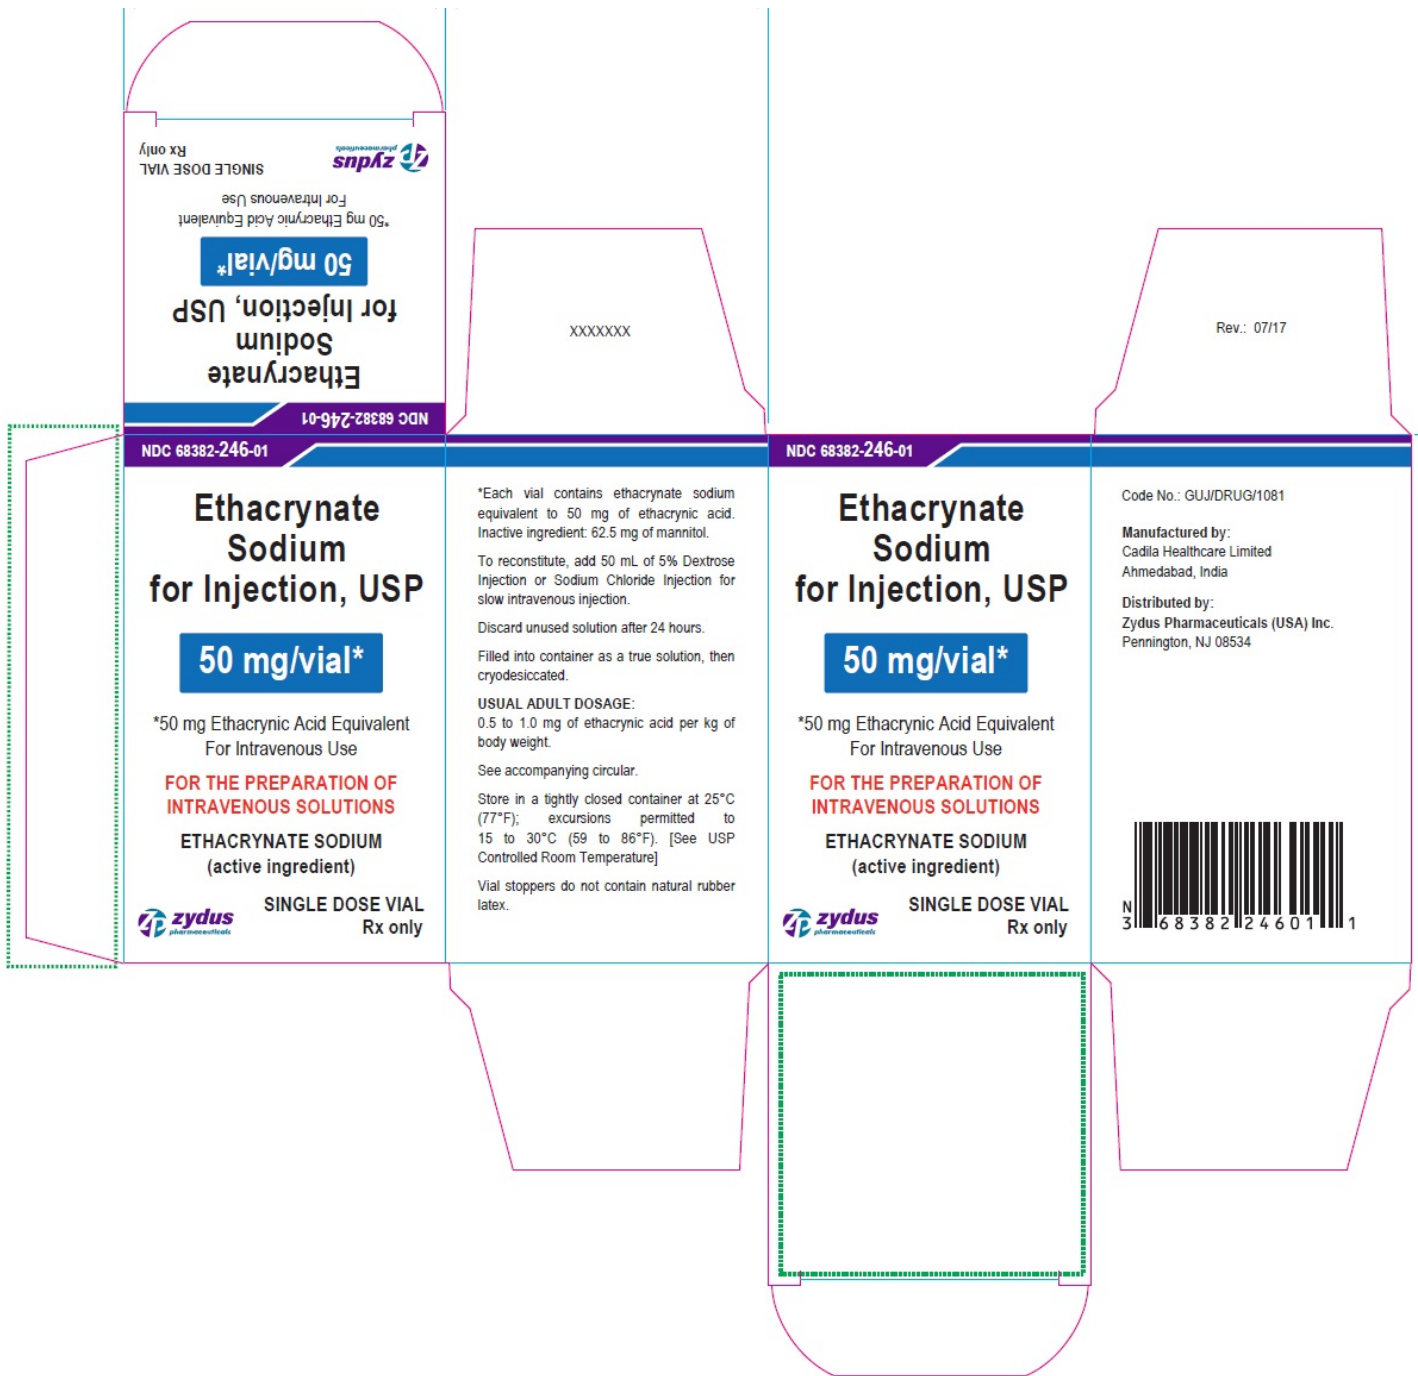 NDC 68382-246-01
Ethacrynate
Sodium
for Injection, USP
50 mg/vial*
*50 mg Ethacrynic Acid Equivalent
For Intravenous Use
zydus
pharmaceuticals
SINGLE DOSE VIAL
Rx only
XXXXXXX
Rev.: 07/17
NDC 68382-246-01
Ethacrynate
Sodium
for Injection, USP
50 mg/vial*
*50 mg Ethacrynic Acid Equivalent
For Intravenous Use
FOR THE PREPARATION OF
INTRAVENOUS SOLUTIONS
ETHACRYNATE SODIUM
(active ingredient)
zydus
pharmaceuticals
SINGLE DOSE VIAL
Rx only
*Each vial contains ethacrynate sodium
equivalent to 50 mg of ethacrynic acid.
Inactive ingredient: 62.5 mg of mannitol.
To reconstitute, add 50 mL of 5% Dextrose
Injection or Sodium Chloride Injection for
slow intravenous injection.
Discard unused solution after 24 hours.
Filled into container as a true solution, then
cryodesiccated.
USUAL ADULT DOSAGE:
0.5 to 1.0 mg of ethacrynic acid per kg of
body weight.
See accompanying circular.
Store in a tightly closed container at 25°C
(77°F); excursions permitted to
15 to 30°C (59 to 86°F). [See USP
Controlled Room Temperature]
Vial stoppers do not contain natural rubber
latex.
NDC 68382-246-01
Ethacrynate
Sodium
for Injection, USP
50 mg/vial*
*50 mg Ethacrynic Acid Equivalent
For Intravenous Use
FOR THE PREPARATION OF
INTRAVENOUS SOLUTIONS
ETHACRYNATE SODIUM
(active ingredient)
zydus
pharmaceuticals
SINGLE DOSE VIAL
Rx only
Code No.: GUJ/DRUG/1081
Manufactured by:
Cadila Healthcare Limited
Ahmedabad, India
Distributed by:
Zydus Pharmaceuticals (USA) Inc.
Pennington, NJ 08534
N
3 68382 24601 1